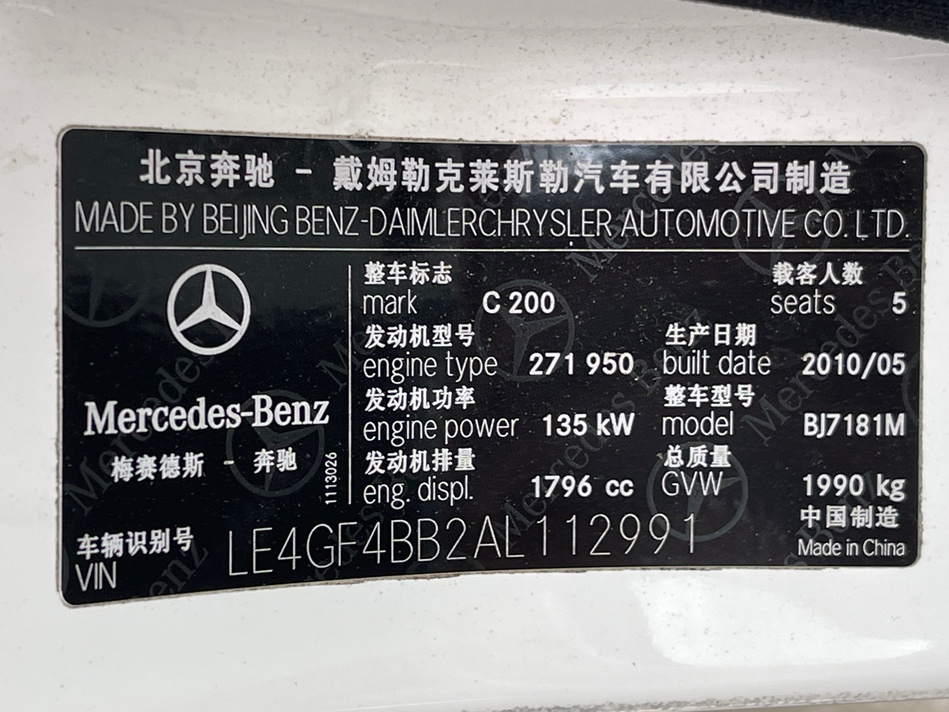 北京奔驰 - 戴姆勒克莱斯勒汽车有限公司制造
MADE BY BEIJING BENZ-DAIMLERCHRYSLER AUTOMOTIVE CO. LTD.
整车标志 载客人数
mark C 200 seats 5
发动机型号 生产日期
engine type 271 950 built date 2010/05
发动机功率 整车型号
engine power 135 kW model BJ7181M
发动机排量 总质量
eng. displ. 1796 cc GVW 1990 kg
Mercedes-Benz
梅赛德斯 - 奔驰
1113026
中国制造
Made in China
车辆识别号
VIN LE4GF4BB2AL112991